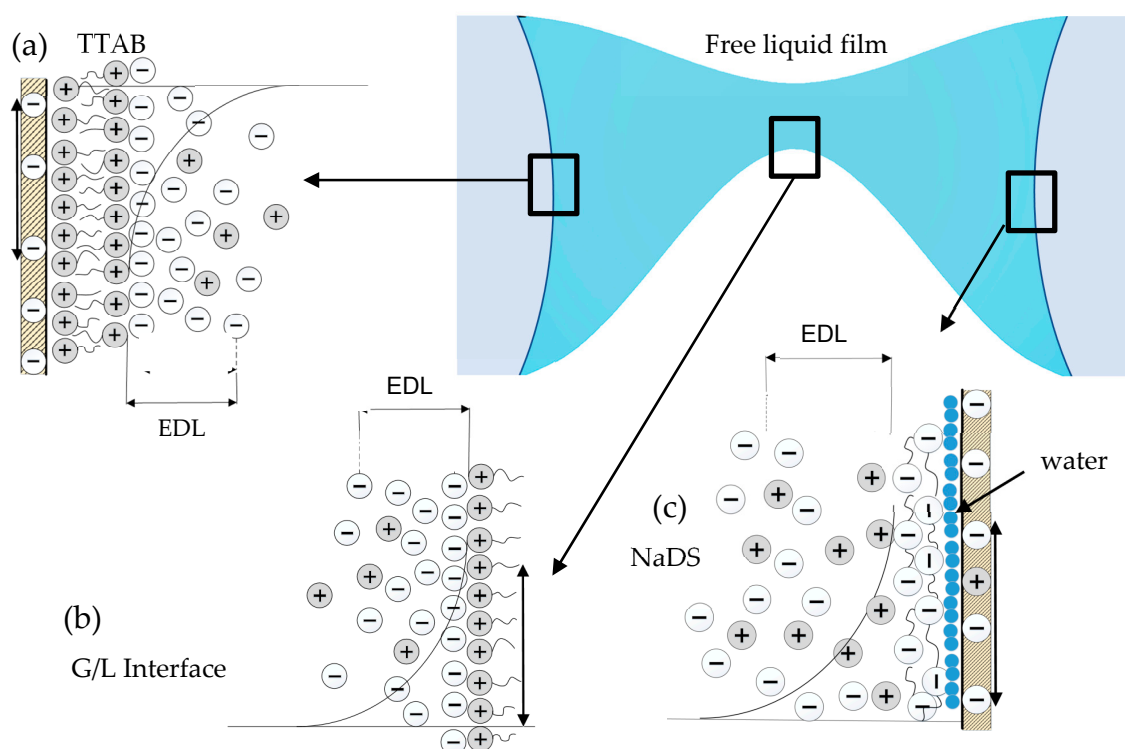 (a)
TTAB
Free liquid film
EDL
EDL
EDL
water
(c)
NaDS
(b)
G/L Interface